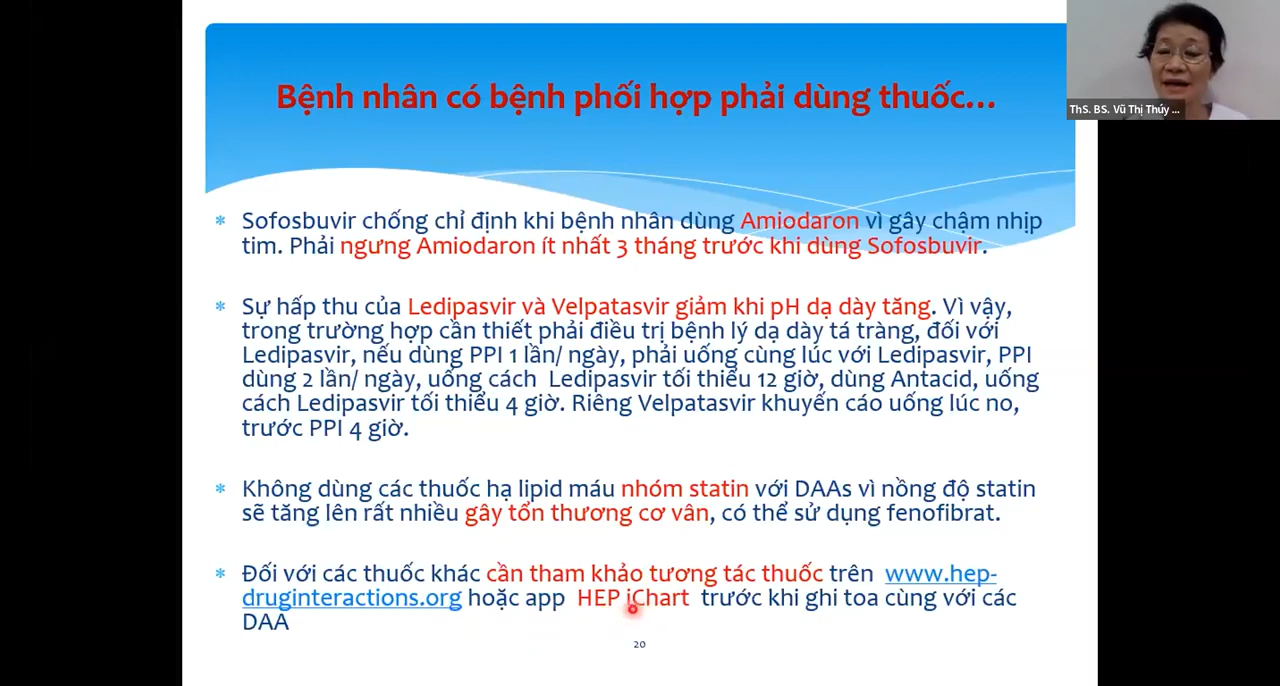 Bệnh nhân có bệnh phối hợp phải dùng thuốc...
ThS. BS. Vũ Thị Thúy ...
* Sofosbuvir chống chỉ định khi bệnh nhân dùng Amiodaron vì gây chậm nhịp
tim. Phải ngưng Amiodaron ít nhất 3 tháng trước khi dùng Sofosbuvir.
* Sự hấp thu của Ledipasvir và Velpatasvir giảm khi pH dạ dày tăng. Vì vậy,
trong trường hợp cần thiết phải điều trị bệnh lý dạ dày tá tràng, đối với
Ledipasvir, nếu dùng PPI 1 lần/ ngày, phải uống cùng lúc với Ledipasvir, PPI
dùng 2 lần/ ngày, uống cách Ledipasvir tối thiểu 12 giờ, dùng Antacid, uống
cách Ledipasvir tối thiểu 4 giờ. Riêng Velpatasvir khuyến cáo uống lúc no,
trước PPI 4 giờ.
* Không dùng các thuốc hạ lipid máu nhóm statin với DAAs vì nồng độ statin
sẽ tăng lên rất nhiều gây tổn thương cơ vân, có thể sử dụng fenofibrat.
* Đối với các thuốc khác cần tham khảo tương tác thuốc trên www.hep-
druginteractions.org hoặc app HEP iChart trước khi ghi toa cùng với các
DAA
20